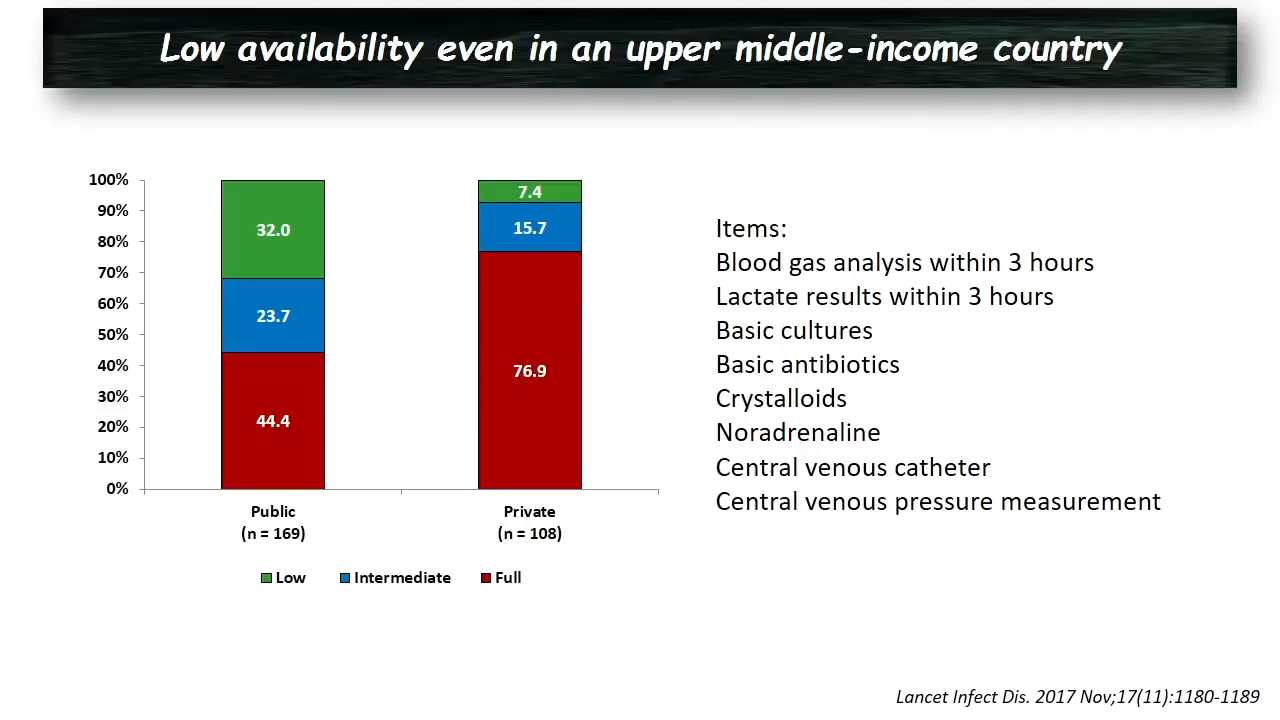 Low availability even in an upper middle-income country
100%
90%
80%
70%
60%
50%
40%
30%
20%
10%
0%
32.0
23.7
44.4
7.4
15.7
76.9
Public
(n = 169)
Private
(n = 108)
Low
Intermediate
Full
Items:
Blood gas analysis within 3 hours
Lactate results within 3 hours
Basic cultures
Basic antibiotics
Crystalloids
Noradrenaline
Central venous catheter
Central venous pressure measurement
Lancet Infect Dis. 2017 Nov;17(11):1180-1189